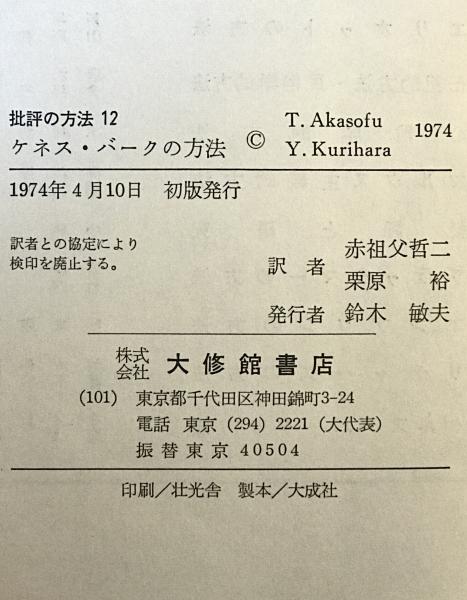 批評の方法 12
ケネス・バークの方法
© T. Akasofu
Y. Kurihara
1974
1974年4月10日 初版発行
訳者との協定により
検印を廃止する。
訳者 赤祖父哲二
栗原 裕
発行者 鈴木 敏夫
株式会社 大修館書店
(101) 東京都千代田区神田錦町3-24
電話 東京 (294) 2221 (大代表)
振替東京 40504
印刷/壮光舎 製本/大成社